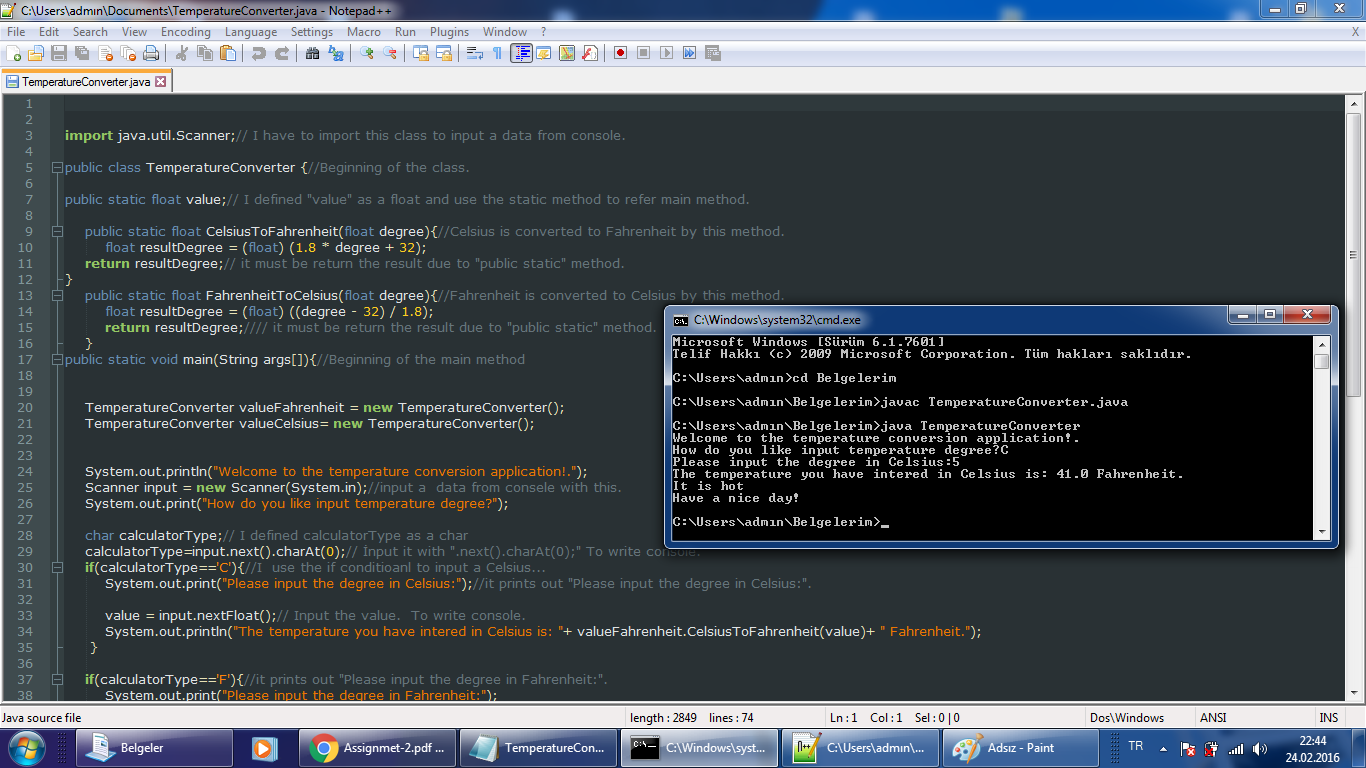 C:\Users\admın\Documents\TemperatureConverter.java - Notepad++
File Edit Search View Encoding Language Settings Macro Run Plugins Window ? X
TemperatureConverter.java
1
2
3 import java.util.Scanner;// I have to import this class to input a data from console.
4
5 public class TemperatureConverter {//Beginning of the class.
6
7 public static float value;// I defined "value" as a float and use the static method to refer main method.
8
9 public static float CelsiusToFahrenheit(float degree){//Celsius is converted to Fahrenheit by this method.
10 float resultDegree = (float) (1.8 * degree + 32);
11 return resultDegree;// it must be return the result due to "public static" method.
12 }
13 public static float FahrenheitToCelsius(float degree){//Fahrenheit is converted to Celsius by this method.
14 float resultDegree = (float) ((degree - 32) / 1.8);
15 return resultDegree;//// it must be return the result due to "public static" method.
16 }
17 public static void main(String args[]){//Beginning of the main method
18
19
20 TemperatureConverter valueFahrenheit = new TemperatureConverter();
21 TemperatureConverter valueCelsius= new TemperatureConverter();
22
23
24 System.out.println("Welcome to the temperature conversion application!.");
25 Scanner input = new Scanner(System.in);//input a  data from consele with this.
26 System.out.print("How do you like input temperature degree?");
27
28 char calculatorType;// I defined calculatorType as a char
29 calculatorType=input.next().charAt(0);// İnput it with ".next().charAt(0);" To write console.
30 if(calculatorType=='C'){//I  use the if conditioanl to input a Celsius...
31 System.out.print("Please input the degree in Celsius:");//it prints out "Please input the degree in Celsius:".
32
33 value = input.nextFloat();// Input the value.  To write console.
34 System.out.println("The temperature you have intered in Celsius is: "+ valueFahrenheit.CelsiusToFahrenheit(value)+ " Fahrenheit.");
35 }
36
37 if(calculatorType=='F'){//it prints out "Please input the degree in Fahrenheit:".
38 System.out.print("Please input the degree in Fahrenheit:");
C:\Windows\system32\cmd.exe
Microsoft Windows [Sürüm 6.1.7601]
Telif Hakkı (c) 2009 Microsoft Corporation. Tüm hakları saklıdır.
C:\Users\admın>cd Belgelerim
C:\Users\admın\Belgelerim>javac TemperatureConverter.java
C:\Users\admın\Belgelerim>java TemperatureConverter
Welcome to the temperature conversion application!.
How do you like input temperature degree?C
Please input the degree in Celsius:5
The temperature you have intered in Celsius is: 41.0 Fahrenheit.
It is hot
Have a nice day!
C:\Users\admın\Belgelerim>_
Java source file length : 2849 lines : 74 Ln : 1 Col : 1 Sel : 0 | 0 Dos\Windows ANSI INS
Belgeler Assignmet-2.pdf ... TemperatureCon... C:\Windows\syst... C:\Users\admın\... Adsız - Paint TR 22:44
24.02.2016